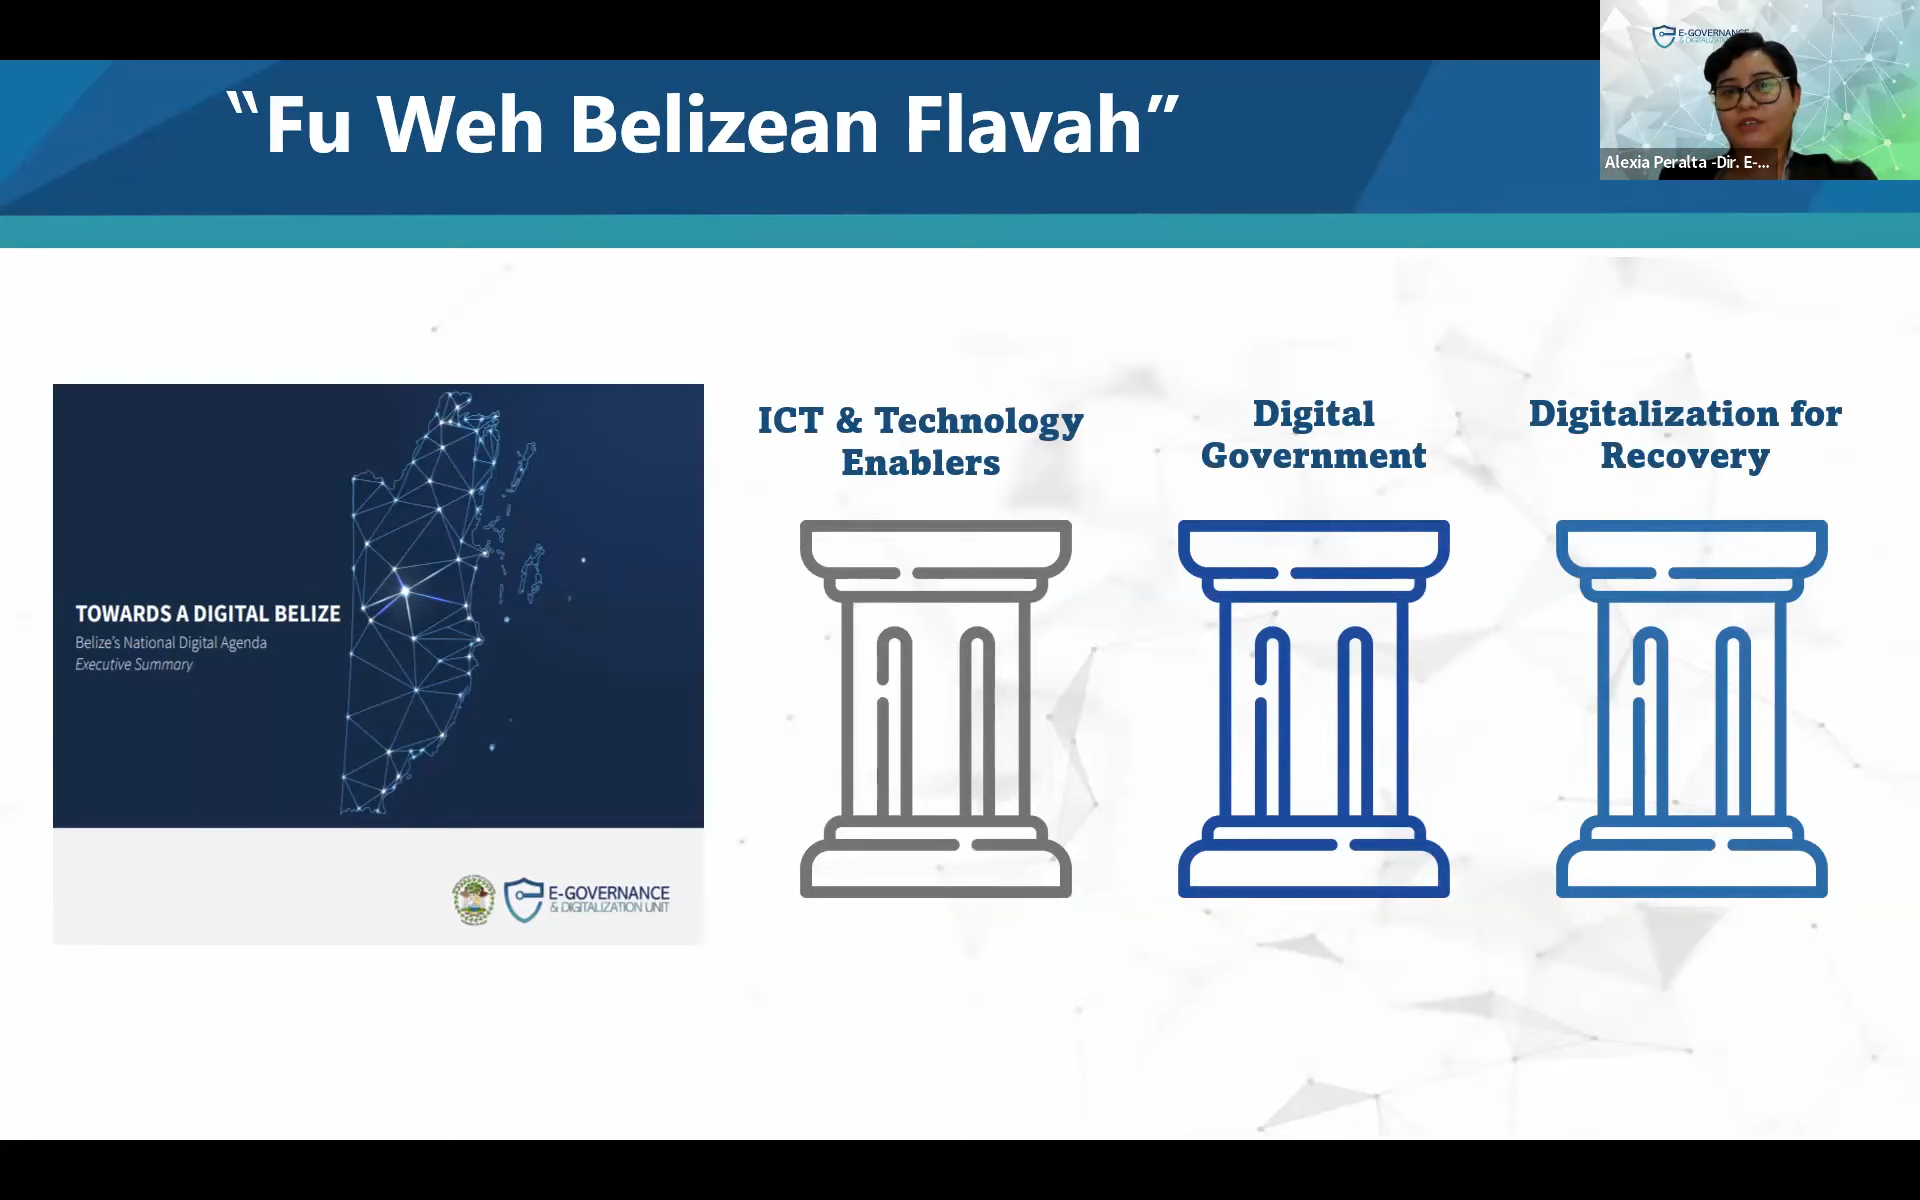 “Fu Weh Belizean Flavah”
E-GOVERNANCE
Alexia Peralta -Dir. E-...
ICT & Technology
Enablers
Digital
Government
Digitalization for
Recovery
TOWARDS A DIGITAL BELIZE
Belize's National Digital Agenda
Executive Summary
E-GOVERNANCE
& DIGITALIZATION UNIT